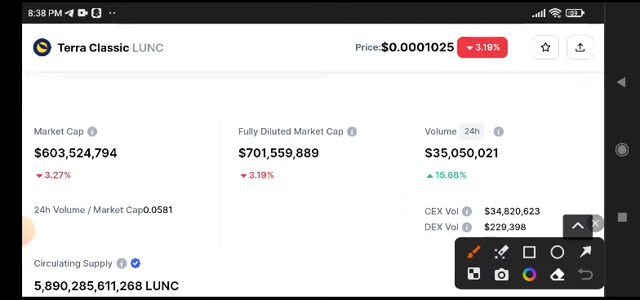 8:38 PM
59
Terra Classic LUNC
Price:$0.0001025 3.19%
Market Cap
Fully Diluted Market Cap
Volume 24h
$603,524,794
$701,559,889
$35,050,021
3.27%
3.19%
15.68%
24h Volume / Market Cap0.0581
CEX Vol $34,820,623
DEX Vol $229,398
Circulating Supply
5,890,285,611,268 LUNC